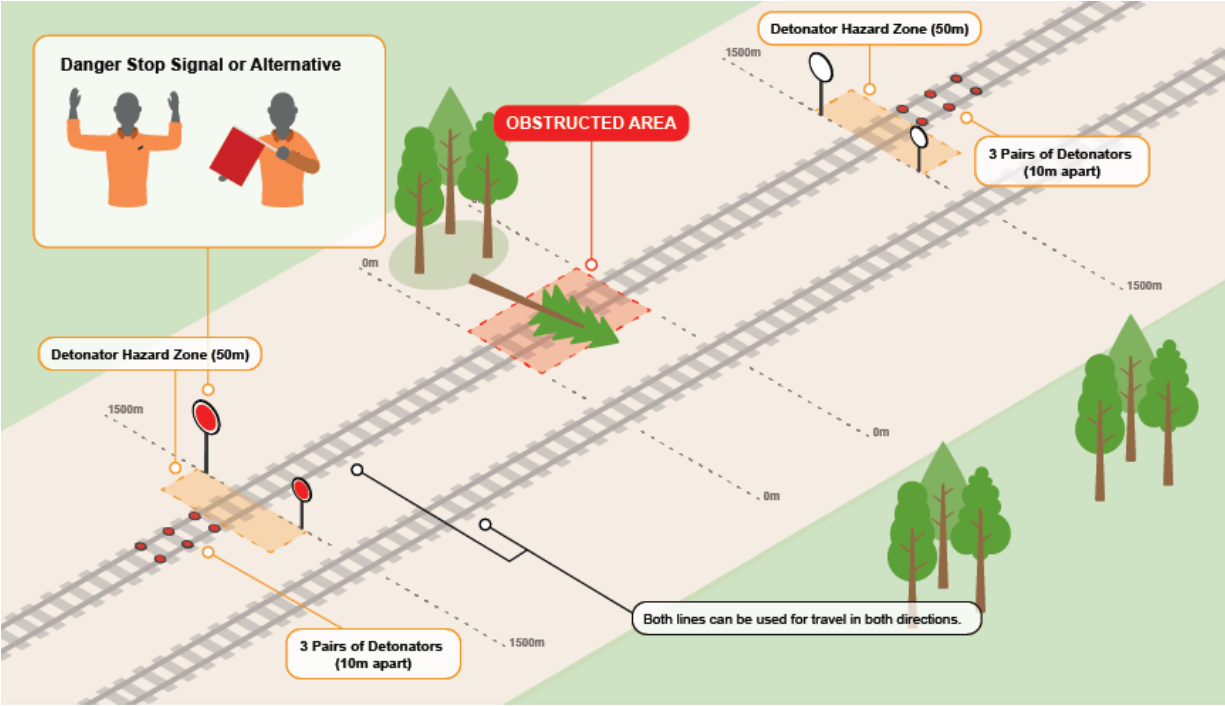 Detonator Hazard Zone (50m)
1500m
Danger Stop Signal or Alternative
OBSTRUCTED AREA
3 Pairs of Detonators
(10m apart)
0m
1500m
Detonator Hazard Zone (50m)
1500m
0m
0m
Both lines can be used for travel in both directions.
3 Pairs of Detonators
(10m apart)
1500m